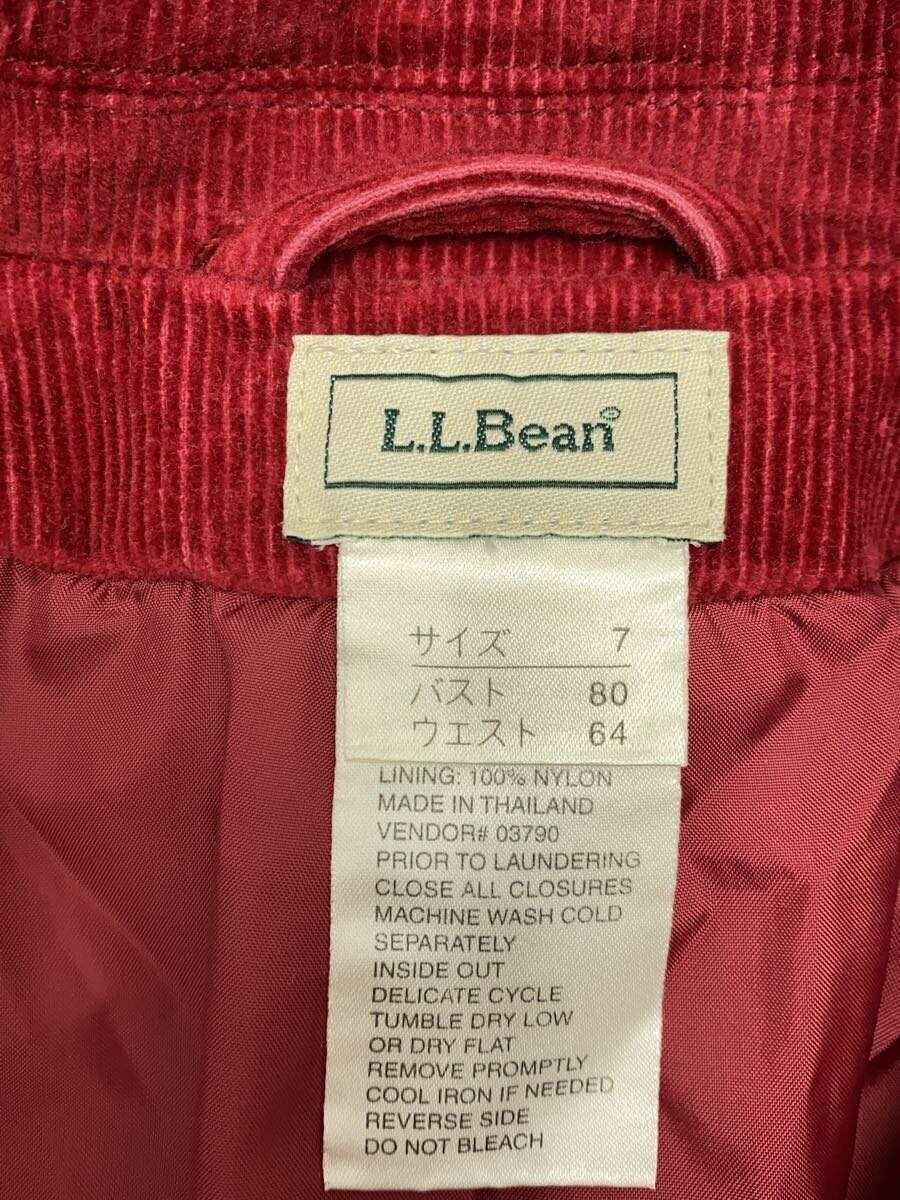 L.L.Bean®
サイズ 7
バスト 80
ウエスト 64
LINING: 100% NYLON
MADE IN THAILAND
VENDOR# 03790
PRIOR TO LAUNDERING
CLOSE ALL CLOSURES
MACHINE WASH COLD
SEPARATELY
INSIDE OUT
DELICATE CYCLE
TUMBLE DRY LOW
OR DRY FLAT
REMOVE PROMPTLY
COOL IRON IF NEEDED
REVERSE SIDE
DO NOT BLEACH